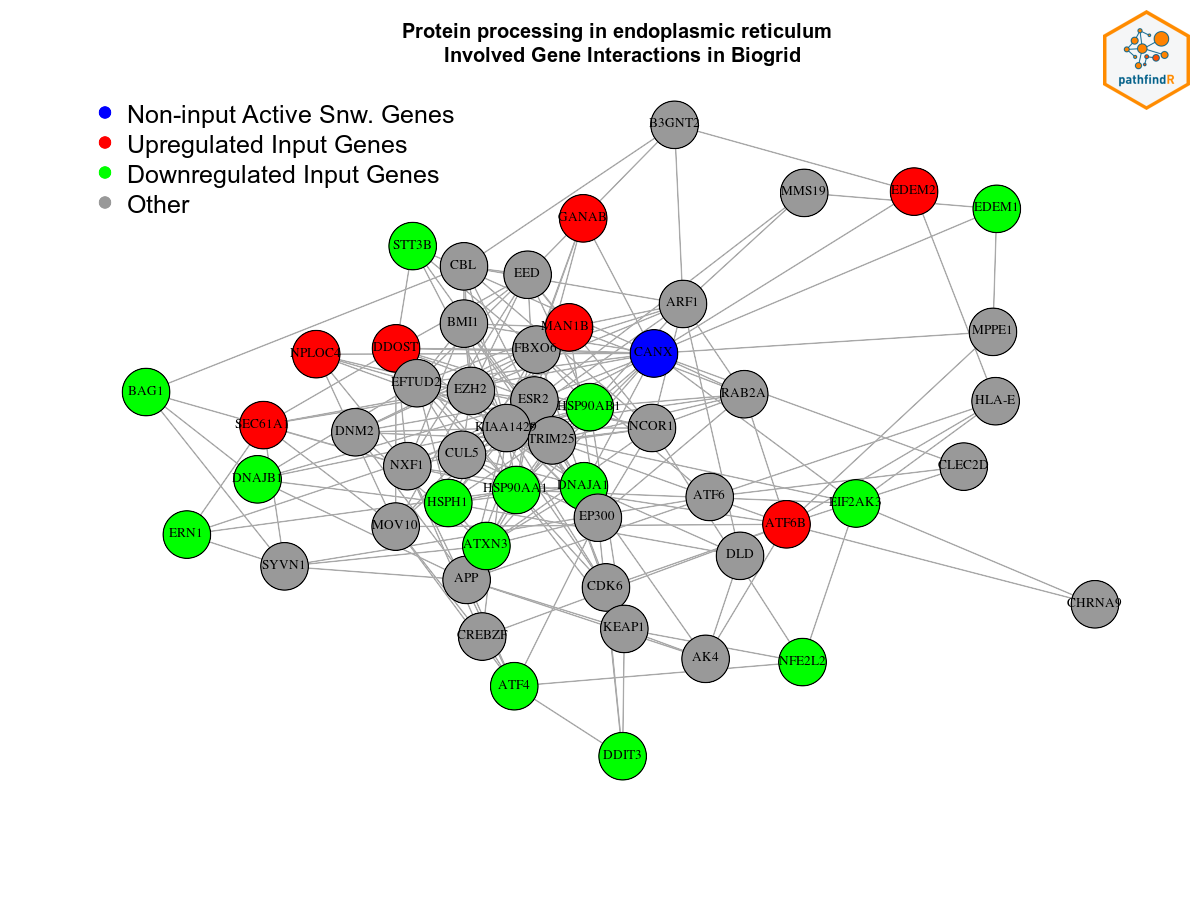 Protein processing in endoplasmic reticulum
Involved Gene Interactions in Biogrid
pathfindR
Non-input Active Snw. Genes
Upregulated Input Genes
Downregulated Input Genes
Other
B3GNT2
MMS19
EDEM2
EDEM1
GANAB
STT3B
CBL
EED
ARF1
BMI1
MAN1B
MPPE1
NPLOC4
DDOST
FBXO6
CANX
EFTUD2
EZH2
BAG1
ESR2
HSP90AB1
RAB2A
HLA-E
SEC61A
DNM2
KIAA1429
TRIM25
NCOR1
CUL5
NXF1
CLEC2D
DNAJB1
HSPH1
HSP90AA1
DNAJA1
ATF6
EIF2AK3
ERN1
MOV10
EP300
ATF6B
ATXN3
DLD
SYVN1
APP
CDK6
CHRNA9
CREBZF
KEAP1
AK4
NFE2L2
ATF4
DDIT3